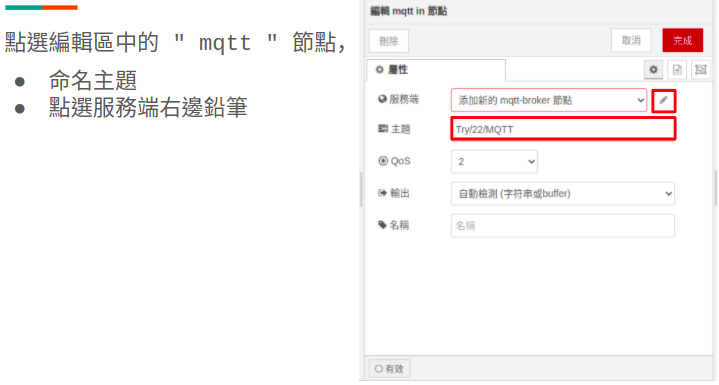 點選編輯區中的 " mqtt " 節點，
● 命名主題
● 點選服務端右邊鉛筆
編輯 mqtt in 節點
刪除
取消
完成
屬性
服務端
添加新的 mqtt-broker 節點
主題
Try/22/MQTT
QoS
2
輸出
自動檢測 (字符串或buffer)
名稱
名稱
有效